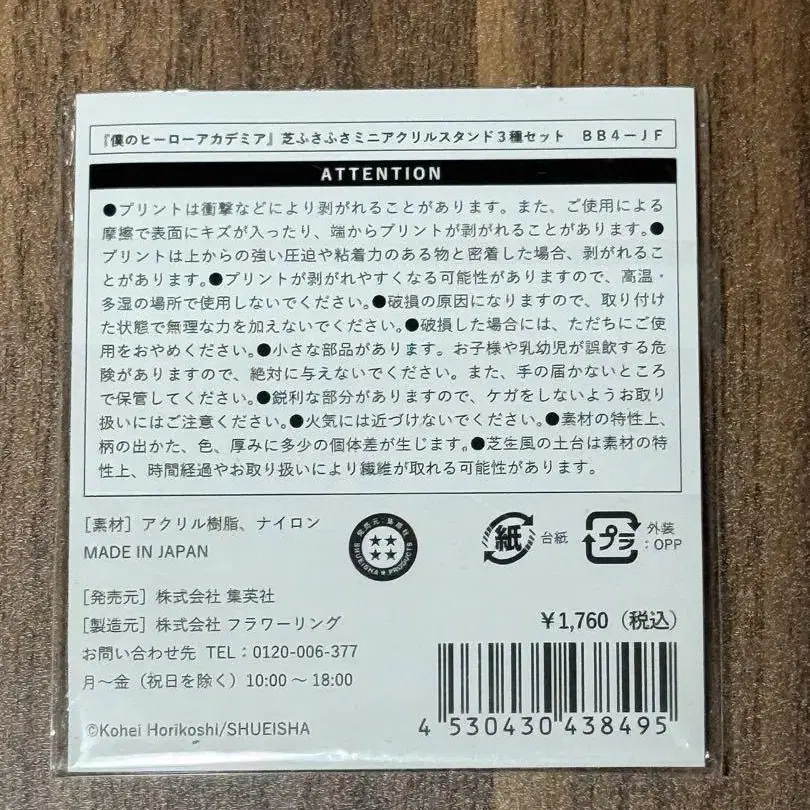 『僕のヒーローアカデミア』芝ふさふさミニアクリルスタンド３種セット　ＢＢ４ーＪＦ
ATTENTION
●プリントは衝撃などにより剥がれることがあります。また、ご使用による
摩擦で表面にキズが入ったり、端からプリントが剥がれることがあります。●
プリントは上からの強い圧迫や粘着力のある物と密着した場合、剥がれるこ
とがあります。●プリントが剥がれやすくなる可能性がありますので、高温・
多湿の場所で使用しないでください。●破損の原因になりますので、取り付け
た状態で無理な力を加えないでください。●破損した場合には、ただちにご使
用をおやめください。●小さな部品があります。お子様や乳幼児が誤飲する危
険がありますので、絶対に与えないでください。また、手の届かないところ
で保管してください。●鋭利な部分がありますので、ケガをしないようお取り
扱いにはご注意ください。●火気には近づけないでください。●素材の特性上、
柄の出かた、色、厚みに多少の個体差が生じます。●芝生風の土台は素材の特
性上、時間経過やお取り扱いにより繊維が取れる可能性があります。
［素材］アクリル樹脂、ナイロン
MADE IN JAPAN
発売元・集英社
SHUEISHA PRODUCTS
紙 台紙
プラ 外装
：OPP
［発売元］株式会社 集英社
［製造元］株式会社 フラワーリング
お問い合わせ先 TEL：0120-006-377
月～金（祝日を除く）10:00～18:00
￥1,760（税込）
4 530430 438495
©Kohei Horikoshi/SHUEISHA